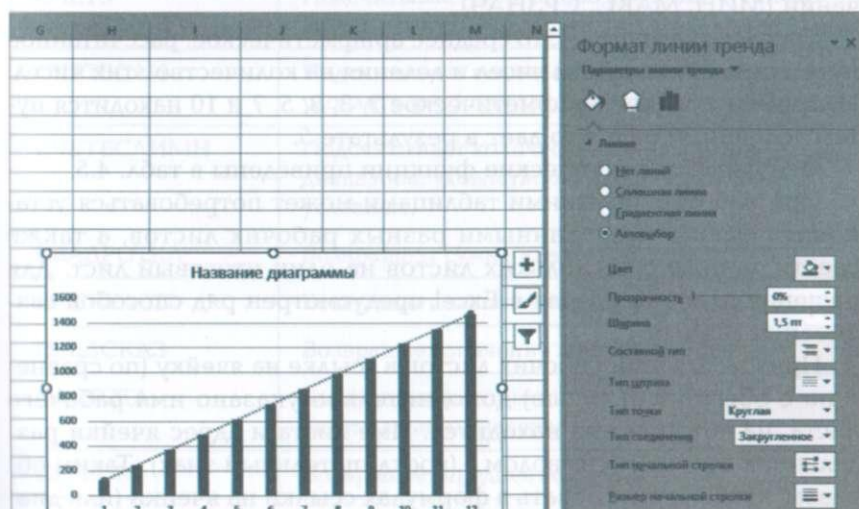 G H I J K L M N
Формат линии тренда
Параметры линии тренда
Линия
Нет линий
Сплошная линия
Градиентная линия
Автовыбор
Цвет
Прозрачность 0%
Ширина 1,5 пт
Составной тип
Тип штриха
Тип точки Круглая
Тип соединения Закругленное
Тип начальной стрелки
Размер начальной стрелки
Название диаграммы
1600
1400
1200
1000
800
600
400
200
0
1 2 3 4 5 6 7 8 9 10 11 12